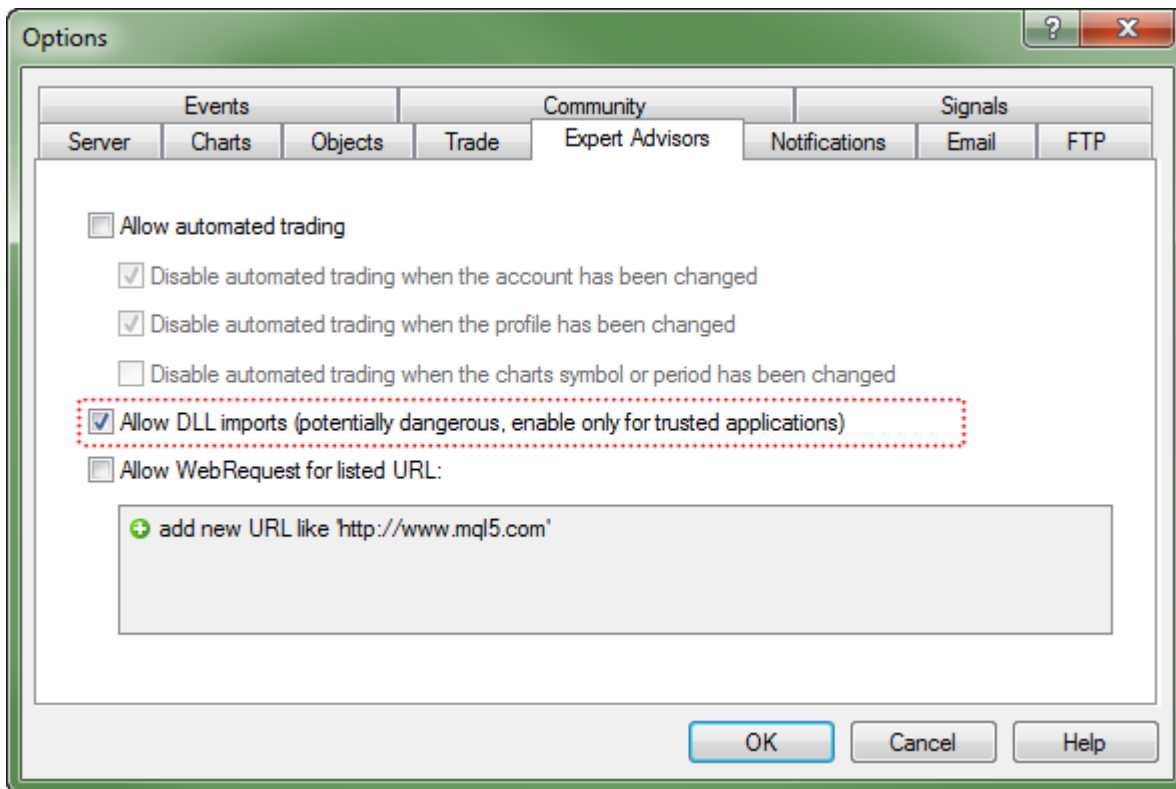 Options
?
X
Events Community Signals
Server Charts Objects Trade Expert Advisors Notifications Email FTP
Allow automated trading
Disable automated trading when the account has been changed
Disable automated trading when the profile has been changed
Disable automated trading when the charts symbol or period has been changed
Allow DLL imports (potentially dangerous, enable only for trusted applications)
Allow WebRequest for listed URL:
add new URL like 'http://www.mql5.com'
OK Cancel Help